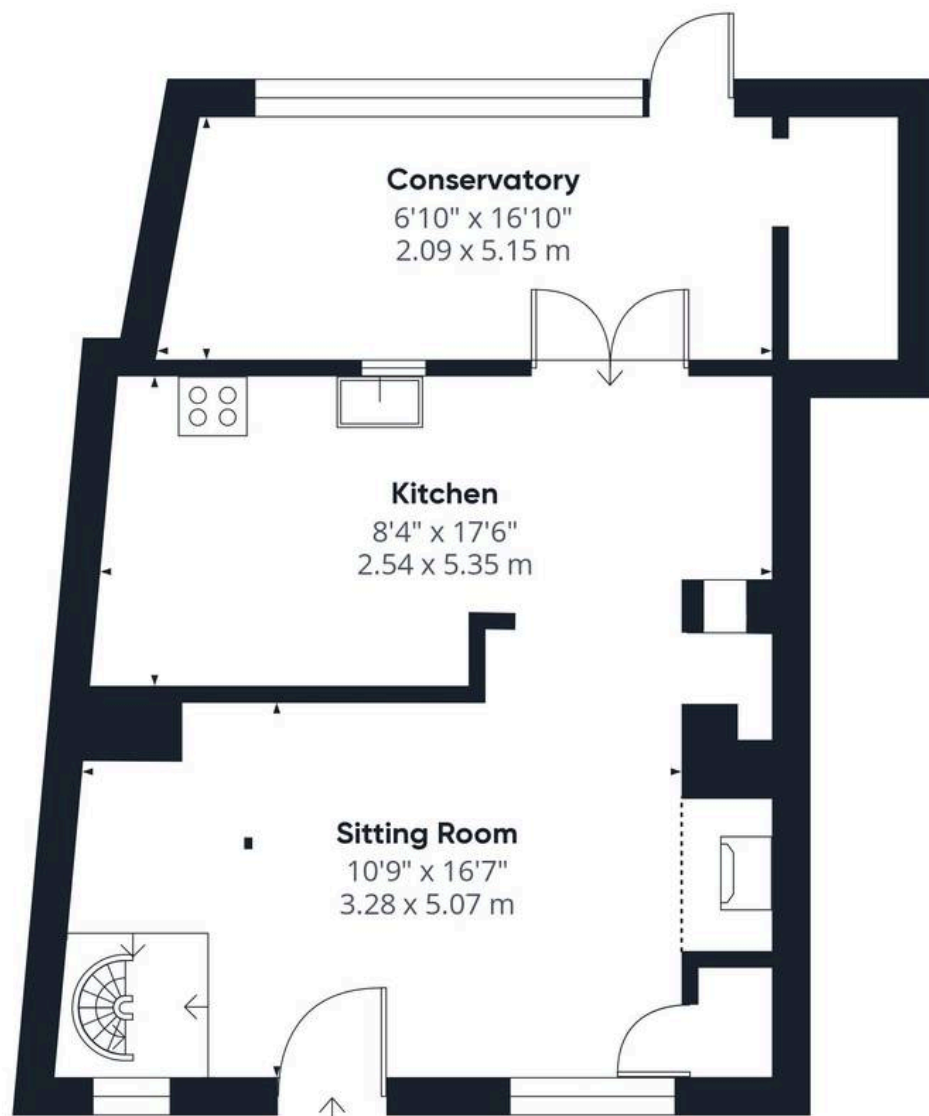 Conservatory
6'10" x 16'10"
2.09 x 5.15 m
Kitchen
8'4" x 17'6"
2.54 x 5.35 m
Sitting Room
10'9" x 16'7"
3.28 x 5.07 m